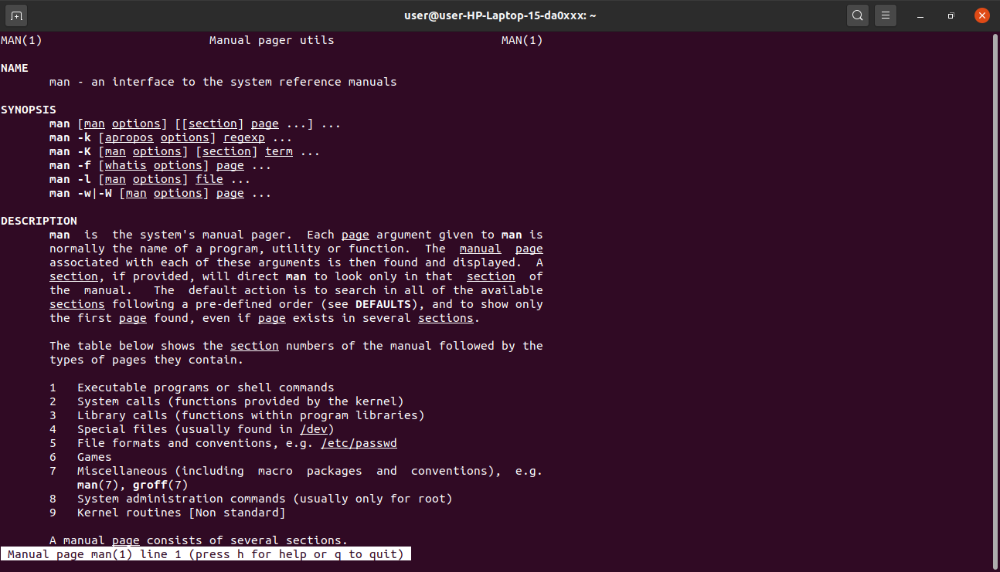 user@user-HP-Laptop-15-da0xxx: ~
MAN(1)                        Manual pager utils                        MAN(1)
NAME
       man - an interface to the system reference manuals
SYNOPSIS
       man [man options] [[section] page ...] ...
       man -k [apropos options] regexp ...
       man -K [man options] [section] term ...
       man -f [whatis options] page ...
       man -l [man options] file ...
       man -w|-W [man options] page ...
DESCRIPTION
       man  is  the system's manual pager.  Each page argument given to man is
       normally the name of a program, utility or function.  The  manual  page
       associated with each of these arguments is then found and displayed.  A
       section, if provided, will direct man to look only in that  section  of
       the  manual.   The  default action is to search in all of the available
       sections following a pre-defined order (see DEFAULTS), and to show only
       the first page found, even if page exists in several sections.
       The table below shows the section numbers of the manual followed by the
       types of pages they contain.
       1   Executable programs or shell commands
       2   System calls (functions provided by the kernel)
       3   Library calls (functions within program libraries)
       4   Special files (usually found in /dev)
       5   File formats and conventions, e.g. /etc/passwd
       6   Games
       7   Miscellaneous (including  macro  packages  and  conventions),  e.g.
           man(7), groff(7)
       8   System administration commands (usually only for root)
       9   Kernel routines [Non standard]
       A manual page consists of several sections.
 Manual page man(1) line 1 (press h for help or q to quit)